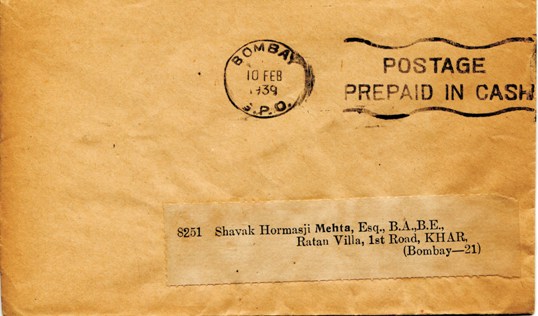 BOMBAY
10 FEB
1939
G.P.O.
POSTAGE
PREPAID IN CASH
8251 Shavak Hormasji Mehta, Esq., B.A.,B.E.,
Ratan Villa, 1st Road, KHAR,
(Bombay—21)